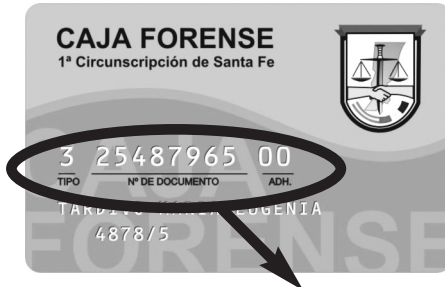 CAJA FORENSE
1ª Circunscripción de Santa Fe
3 25487965 00
TIPO Nº DE DOCUMENTO ADH.
EUGENIA
4878/5
CAJA
FORENSE